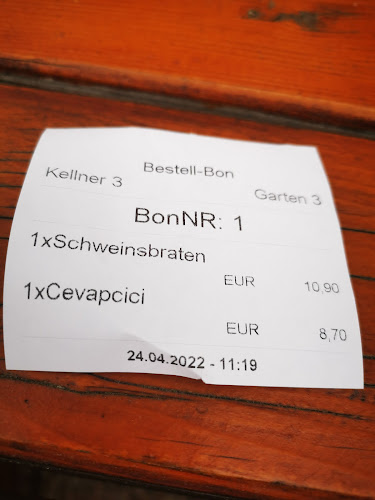 Bestell-Bon
Kellner 3 Garten 3
BonNR: 1
1xSchweinsbraten
EUR 10,90
1xCevapcici
EUR 8,70
24.04.2022 - 11:19